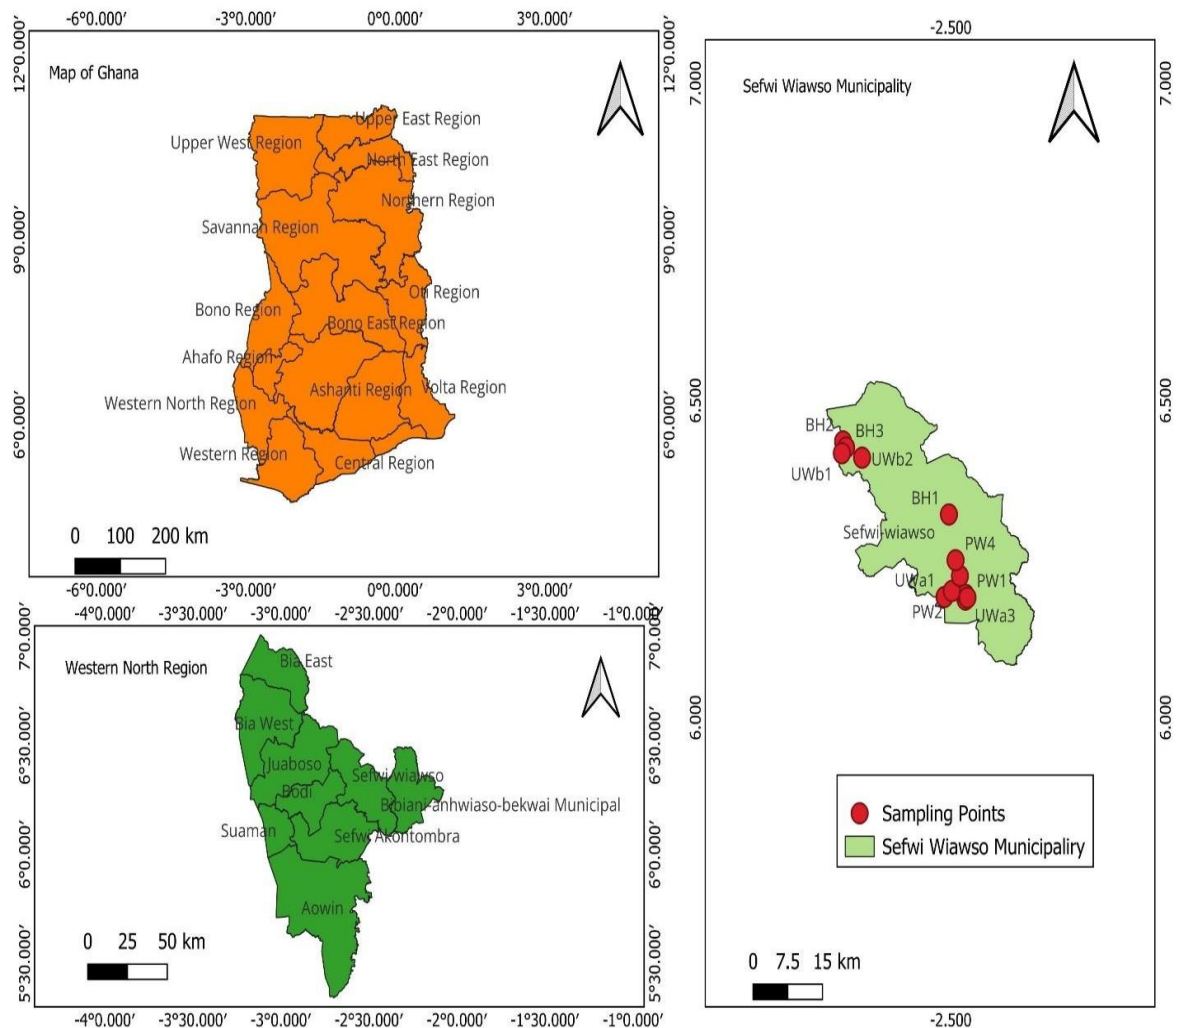 -6°0.000' -3°0.000' 0°0.000' 3°0.000'
12°0.000'
9°0.000'
6°0.000'
12°0.000'
9°0.000'
6°0.000'
Map of Ghana
Upper East Region
Upper West Region
North East Region
Northern Region
Savannah Region
Oti Region
Bono Region
Bono East Region
Ahafo Region
Ashanti Region
Volta Region
Western North Region
Western Region
Central Region
0 100 200 km
-6°0.000' -3°0.000' 0°0.000' 3°0.000'
-4°0.000' -3°30.000' -3°0.000' -2°30.000' -2°0.000' -1°30.000' -1°0.000'
7°0.000'
6°30.000'
6°0.000'
5°30.000'
7°0.000'
6°30.000'
6°0.000'
5°30.000'
Western North Region
Bia East
Bia West
Juaboso
Sefwi-wiawso
Bodi
Bibiani-anhwiaso-bekwai Municipal
Suaman
Sefwi Akontombra
Aowin
0 25 50 km
-4°0.000' -3°30.000' -3°0.000' -2°30.000' -2°0.000' -1°30.000' -1°0.000'
-2.500
7.000
6.500
6.000
7.000
6.500
6.000
Sefwi Wiawso Municipality
BH2
BH3
UWb2
UWb1
BH1
Sefwi-wiawso
PW4
UWa1
PW1
PW2
UWa3
Sampling Points
Sefwi Wiawso Municipaliry
0 7.5 15 km
-2.500